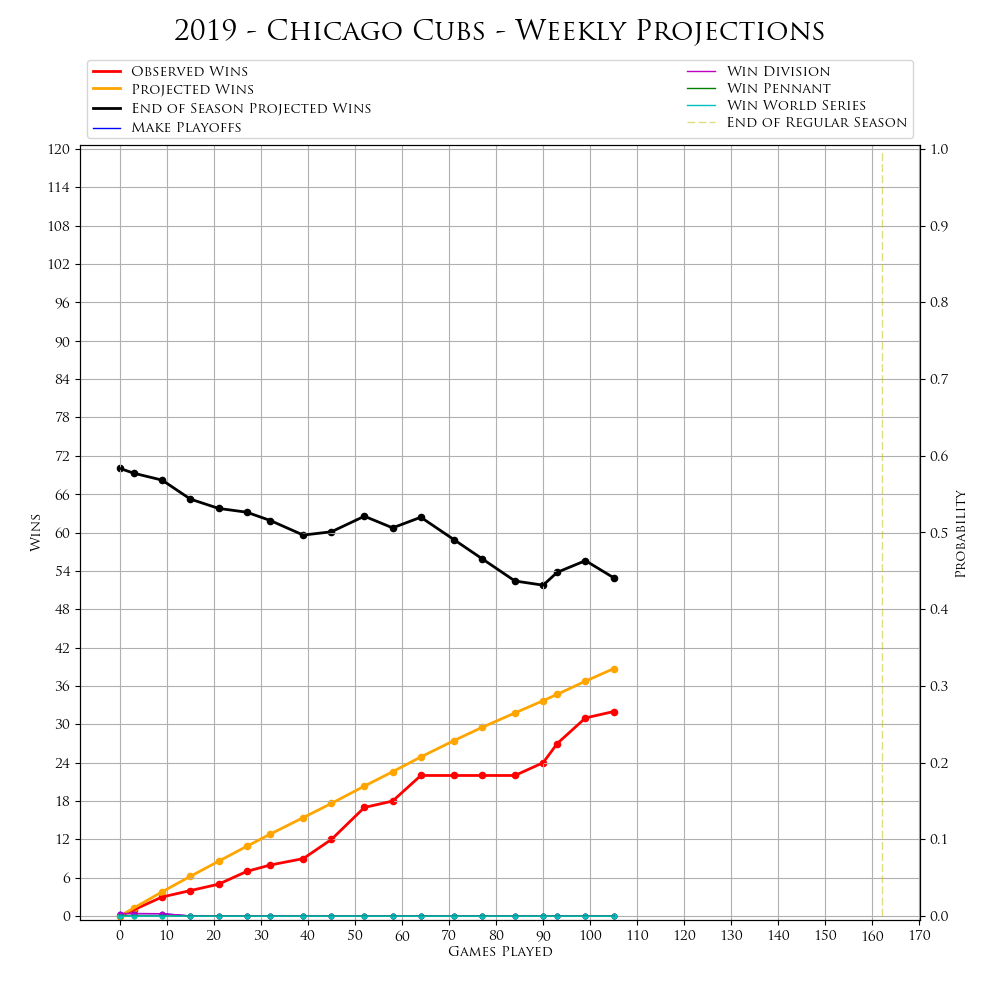 2019 - Chicago Cubs - Weekly Projections
Observed Wins
Projected Wins
End of Season Projected Wins
Make Playoffs
Win Division
Win Pennant
Win World Series
End of Regular Season
120
114
108
102
96
90
84
78
72
66
60
54
48
42
36
30
24
18
12
6
0
Wins
1.0
0.9
0.8
0.7
0.6
0.5
0.4
0.3
0.2
0.1
0.0
Probability
0 10 20 30 40 50 60 70 80 90 100 110 120 130 140 150 160 170
Games Played